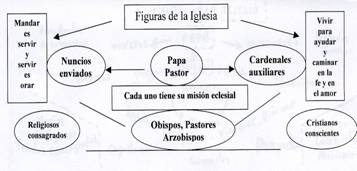 Figuras de la Iglesia
Mandar
es
servir
y
servir
es
orar
Nuncios
enviados
Papa
Pastor
Cardenales
auxiliares
Vivir
para
ayudar
y
caminar
en la
fe y en
el amor
Cada uno tiene su misión eclesial
Religiosos
consagrados
Obispos, Pastores
Arzobispos
Cristianos
conscientes